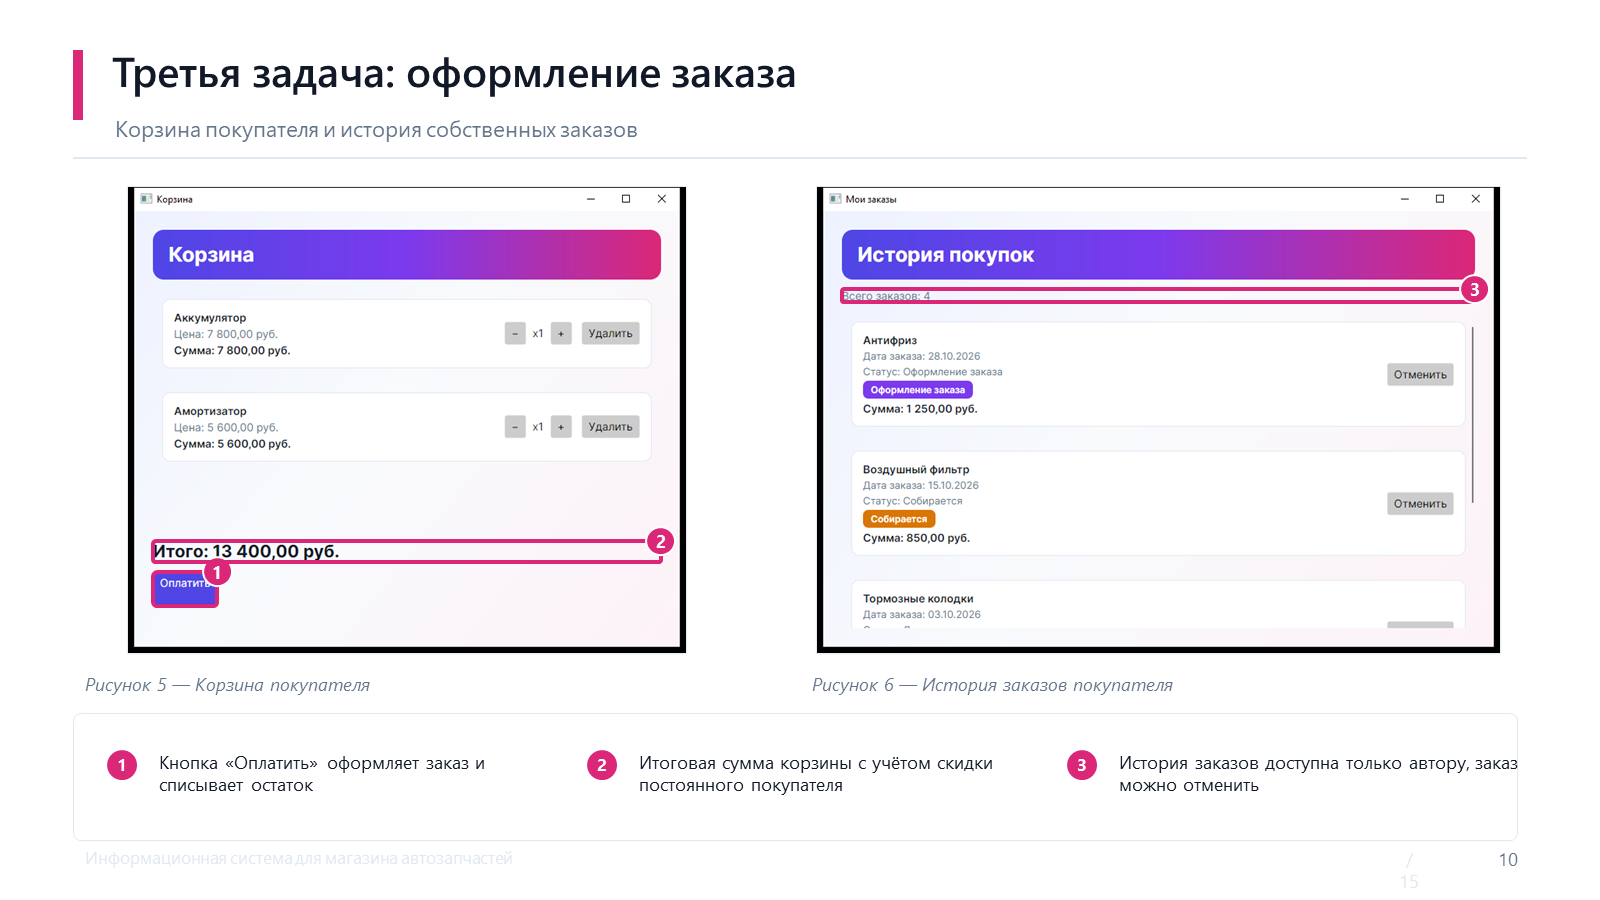 Третья задача: оформление заказа
Корзина покупателя и история собственных заказов
Корзина
Корзина
Аккумулятор
Цена: 7 800,00 руб.
Сумма: 7 800,00 руб.
− x1 + Удалить
Амортизатор
Цена: 5 600,00 руб.
Сумма: 5 600,00 руб.
− x1 + Удалить
Итого: 13 400,00 руб.
2
Оплатить
1
Мои заказы
История покупок
Всего заказов: 4
3
Антифриз
Дата заказа: 28.10.2026
Статус: Оформление заказа
Оформление заказа
Сумма: 1 250,00 руб.
Отменить
Воздушный фильтр
Дата заказа: 15.10.2026
Статус: Собирается
Собирается
Сумма: 850,00 руб.
Отменить
Тормозные колодки
Дата заказа: 03.10.2026
Рисунок 5 — Корзина покупателя
Рисунок 6 — История заказов покупателя
1 Кнопка «Оплатить» оформляет заказ и
списывает остаток
2 Итоговая сумма корзины с учётом скидки
постоянного покупателя
3 История заказов доступна только автору, заказ
можно отменить
Информационная система для магазина автозапчастей
/
15
10